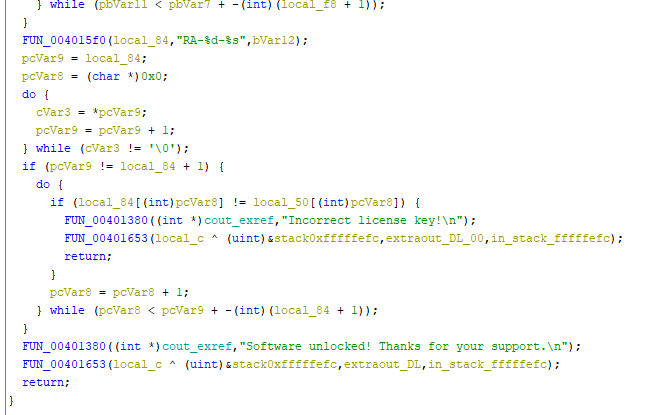 } while (pbVar11 < pbVar7 + -(int)(local_f8 + 1));
}
FUN_004015f0(local_84,"RA-%d-%s",bVar12);
pcVar9 = local_84;
pcVar8 = (char *)0x0;
do {
cVar3 = *pcVar9;
pcVar9 = pcVar9 + 1;
} while (cVar3 != '\0');
if (pcVar9 != local_84 + 1) {
do {
if (local_84[(int)pcVar8] != local_50[(int)pcVar8]) {
FUN_00401380((int *)cout_exref,"Incorrect license key!\n");
FUN_00401653(local_c ^ (uint)&stack0xfffffefc,extraout_DL_00,in_stack_fffffefc);
return;
}
pcVar8 = pcVar8 + 1;
} while (pcVar8 < pcVar9 + -(int)(local_84 + 1));
}
FUN_00401380((int *)cout_exref,"Software unlocked! Thanks for your support.\n");
FUN_00401653(local_c ^ (uint)&stack0xfffffefc,extraout_DL,in_stack_fffffefc);
return;
}